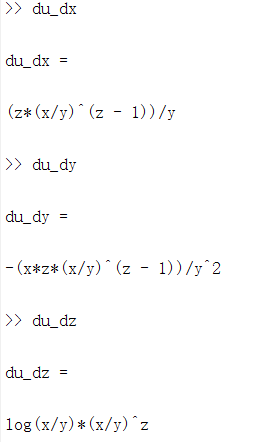 >> du_dx
du_dx =
(z*(x/y)^(z - 1))/y
>> du_dy
du_dy =
-(x*z*(x/y)^(z - 1))/y^2
>> du_dz
du_dz =
log(x/y)*(x/y)^z